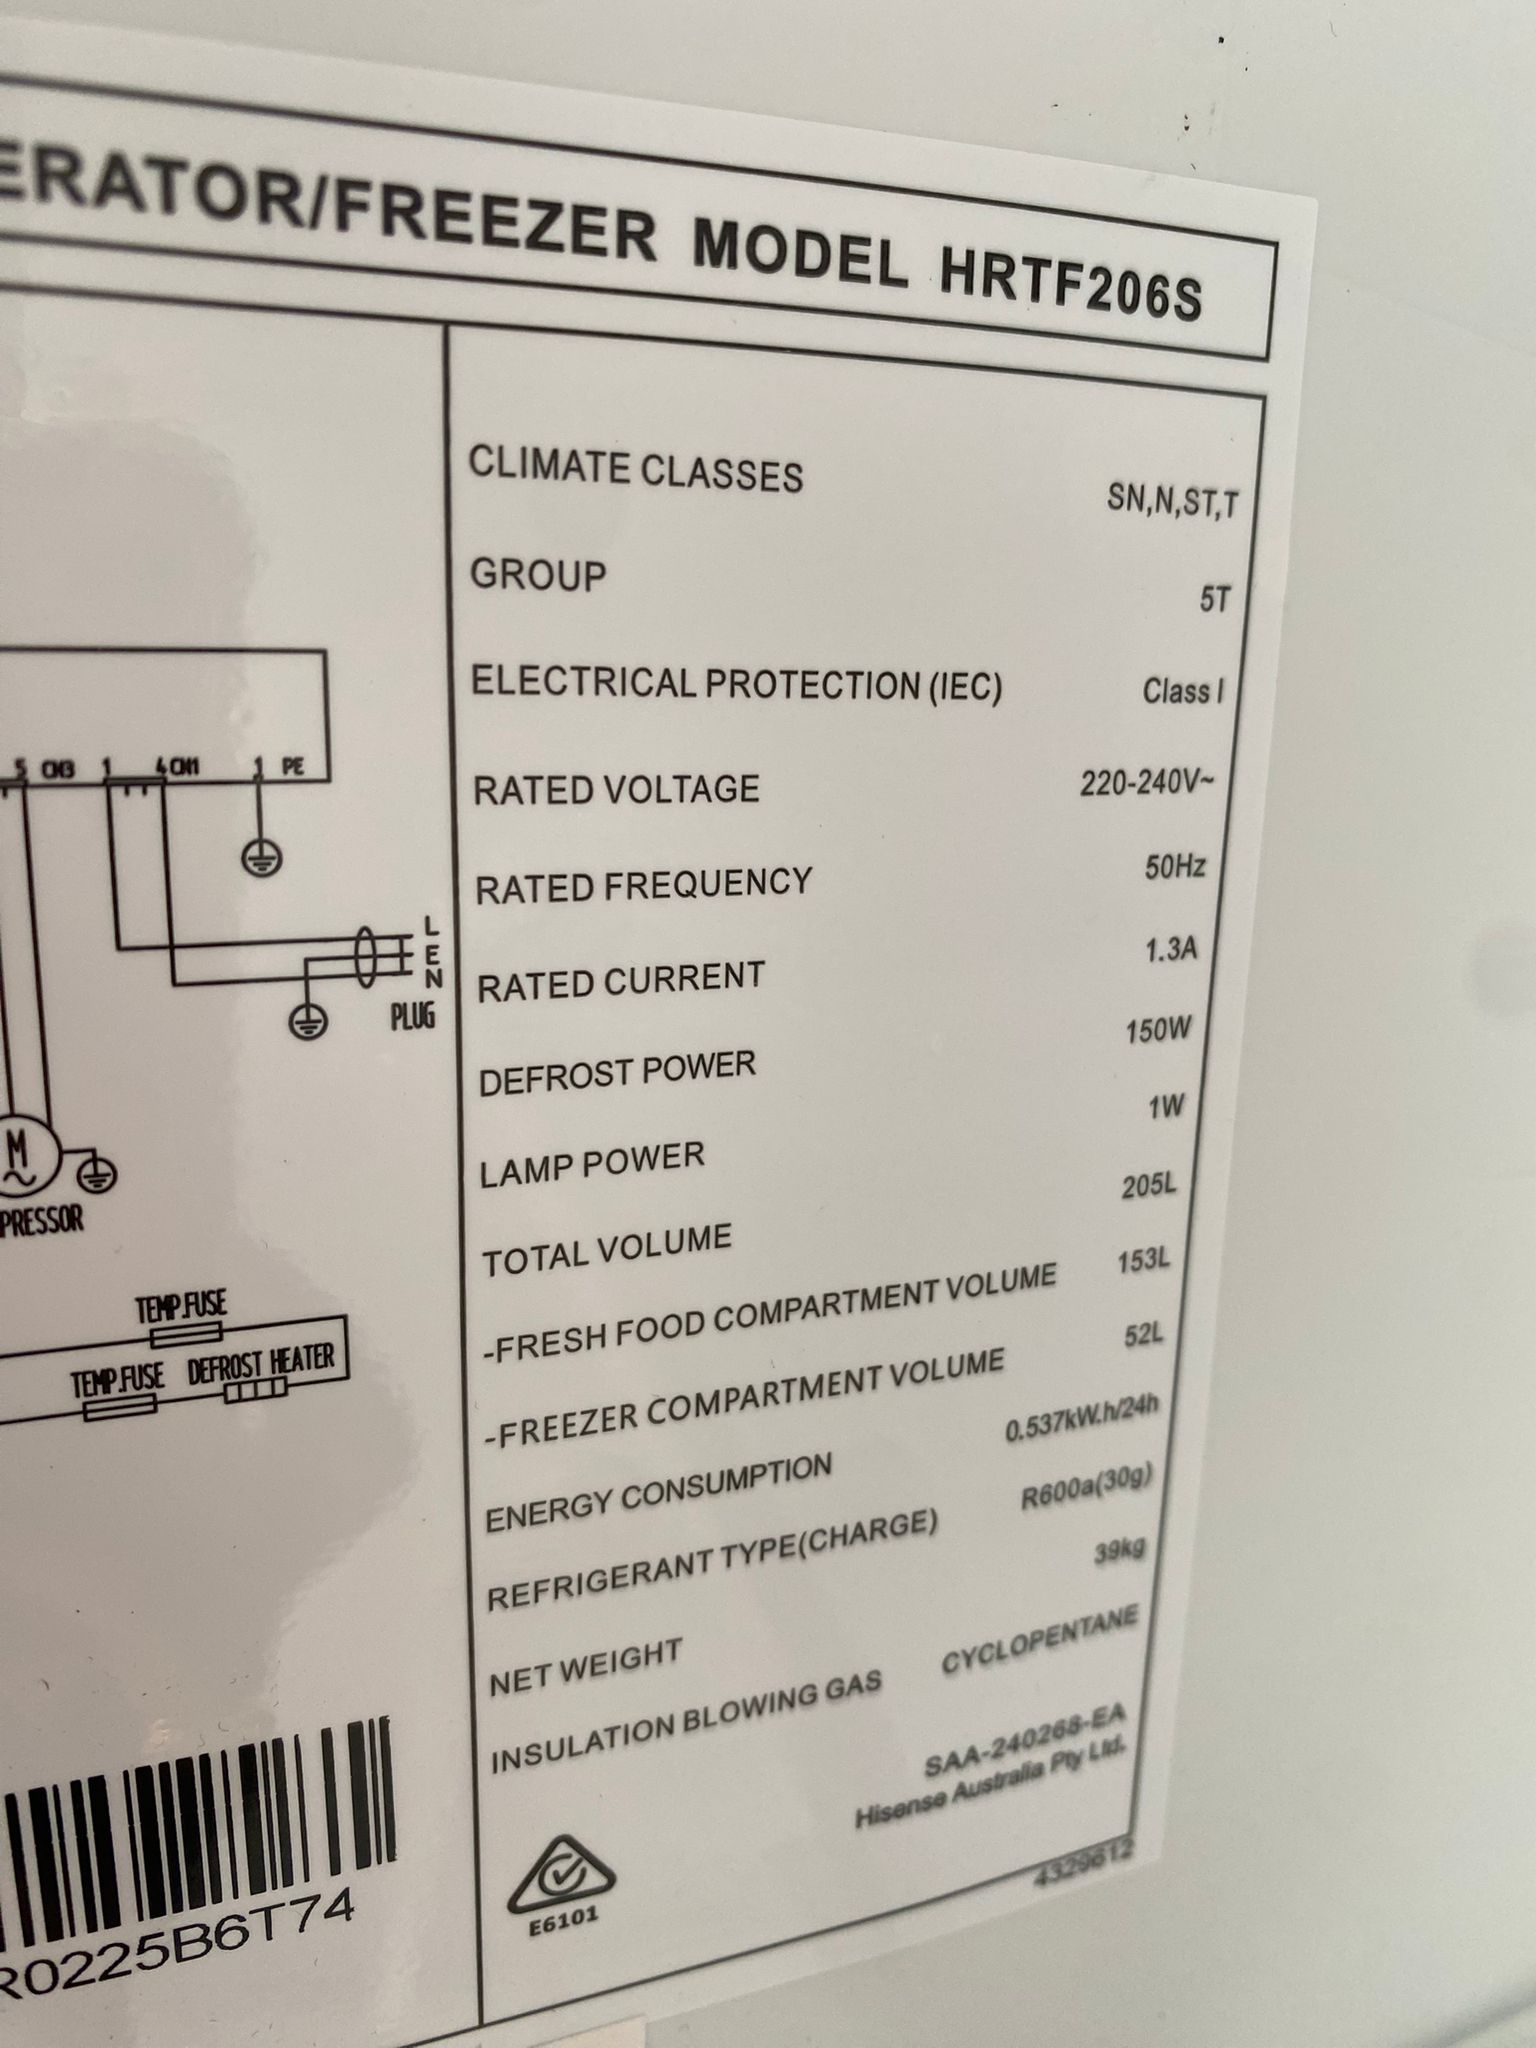 ERATOR/FREEZER MODEL HRTF206S
CLIMATE CLASSES SN,N,ST,T
GROUP 5T
ELECTRICAL PROTECTION (IEC) Class I
RATED VOLTAGE 220-240V~
RATED FREQUENCY 50Hz
RATED CURRENT 1.3A
DEFROST POWER 150W
LAMP POWER 1W
TOTAL VOLUME 205L
-FRESH FOOD COMPARTMENT VOLUME 153L
-FREEZER COMPARTMENT VOLUME 52L
ENERGY CONSUMPTION 0.537kW.h/24h
REFRIGERANT TYPE(CHARGE) R600a(30g)
NET WEIGHT 39kg
INSULATION BLOWING GAS CYCLOPENTANE
SAA-240268-EA
Hisense Australia Pty Ltd.
E6101
4329612
5 CN3 1 4 CN1 1 PE
L
E
N
PLUG
M
~
PRESSOR
TEMP.FUSE
TEMP.FUSE DEFROST HEATER
R0225B6T74